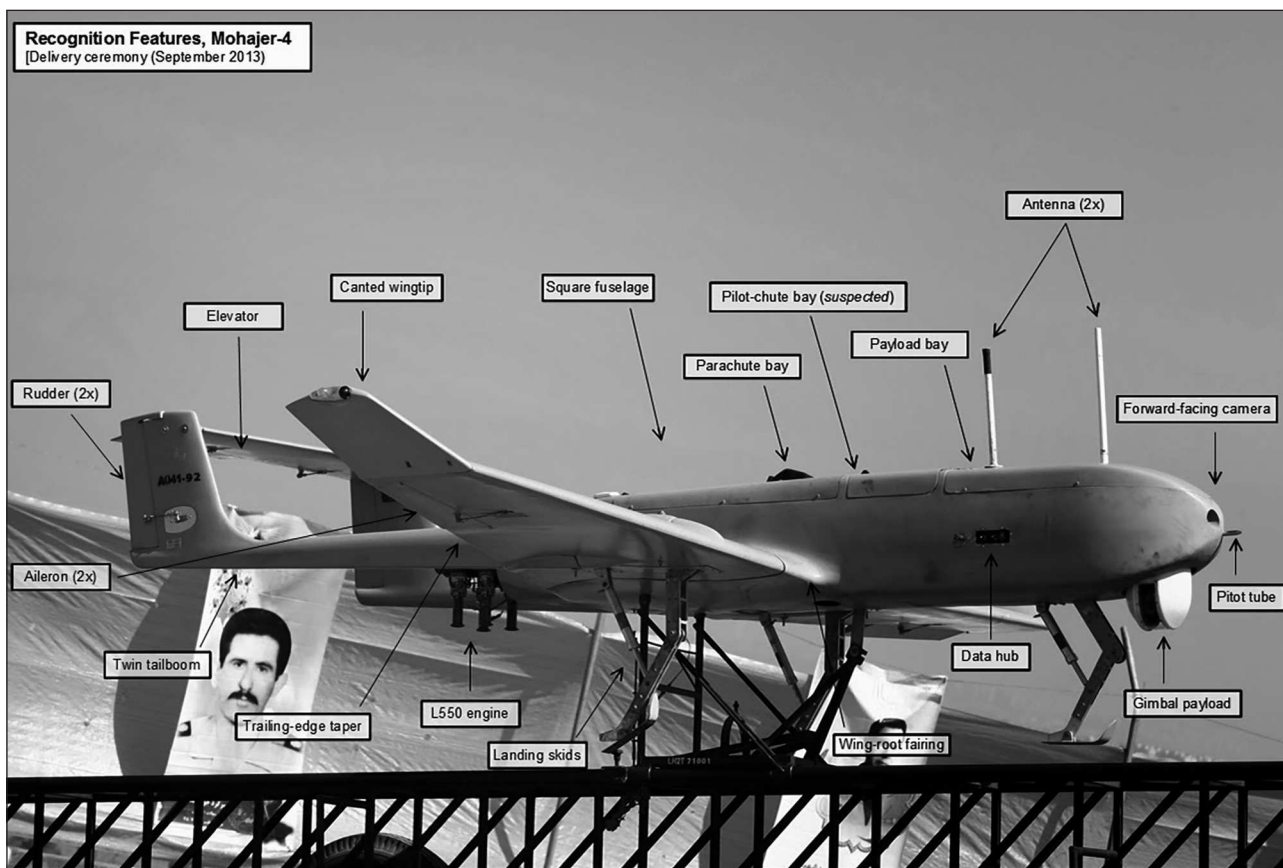 Recognition Features, Mohajer-4
[Delivery ceremony (September 2013)
Antenna (2x)
Canted wingtip
Square fuselage
Pilot-chute bay (suspected)
Elevator
Payload bay
Parachute bay
Rudder (2x)
Forward-facing camera
A041-92
Aileron (2x)
Pitot tube
Data hub
Twin tailboom
Gimbal payload
L550 engine
Trailing-edge taper
Landing skids
Wing-root fairing